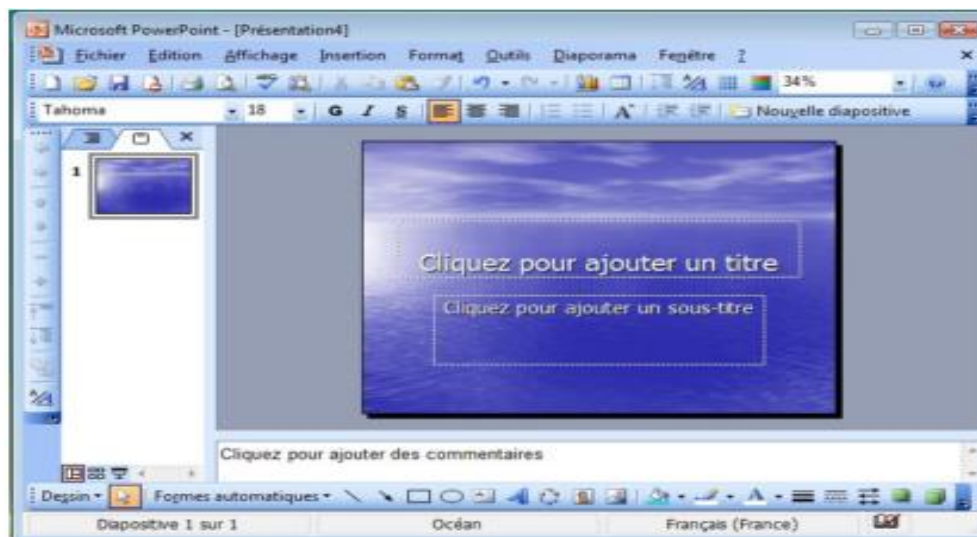 Microsoft PowerPoint - [Présentation4]
Fichier Edition Affichage Insertion Format Outils Diaporama Fenêtre ?
34%
Tahoma 18 G I S A Nouvelle diapositive
1
Cliquez pour ajouter un titre
Cliquez pour ajouter un sous-titre
Cliquez pour ajouter des commentaires
Dessin Formes automatiques A
Diapositive 1 sur 1 Océan Français (France)